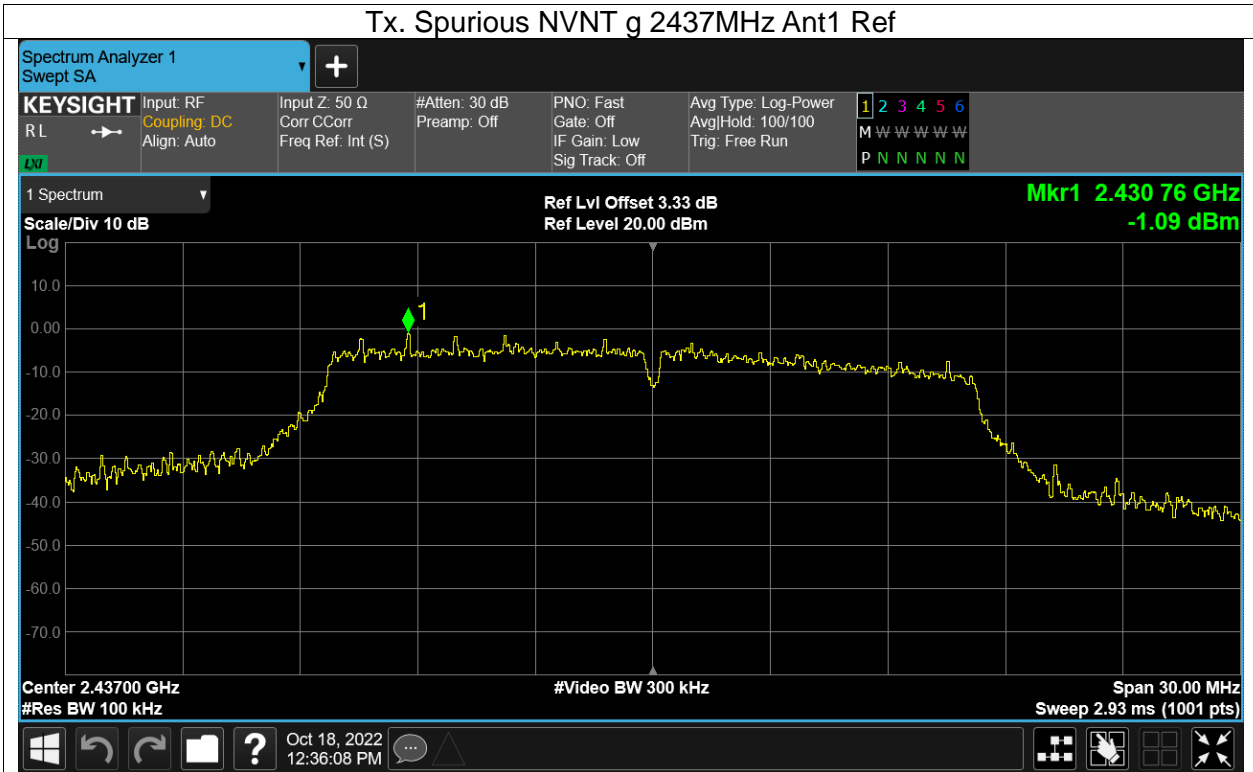 Tx. Spurious NVNT g 2437MHz Ant1 Ref
Spectrum Analyzer 1
Swept SA
KEYSIGHT
R L
LXI
Input: RF
Coupling: DC
Align: Auto
Input Z: 50 Ω
Corr CCorr
Freq Ref: Int (S)
#Atten: 30 dB
Preamp: Off
PNO: Fast
Gate: Off
IF Gain: Low
Sig Track: Off
Avg Type: Log-Power
Avg|Hold: 100/100
Trig: Free Run
1 2 3 4 5 6
M W W W W W
P N N N N N
1 Spectrum
Scale/Div 10 dB
Log
Ref Lvl Offset 3.33 dB
Ref Level 20.00 dBm
Mkr1 2.430 76 GHz
-1.09 dBm
10.0
0.00
-10.0
-20.0
-30.0
-40.0
-50.0
-60.0
-70.0
1
Center 2.43700 GHz
#Res BW 100 kHz
#Video BW 300 kHz
Span 30.00 MHz
Sweep 2.93 ms (1001 pts)
?
Oct 18, 2022
12:36:08 PM